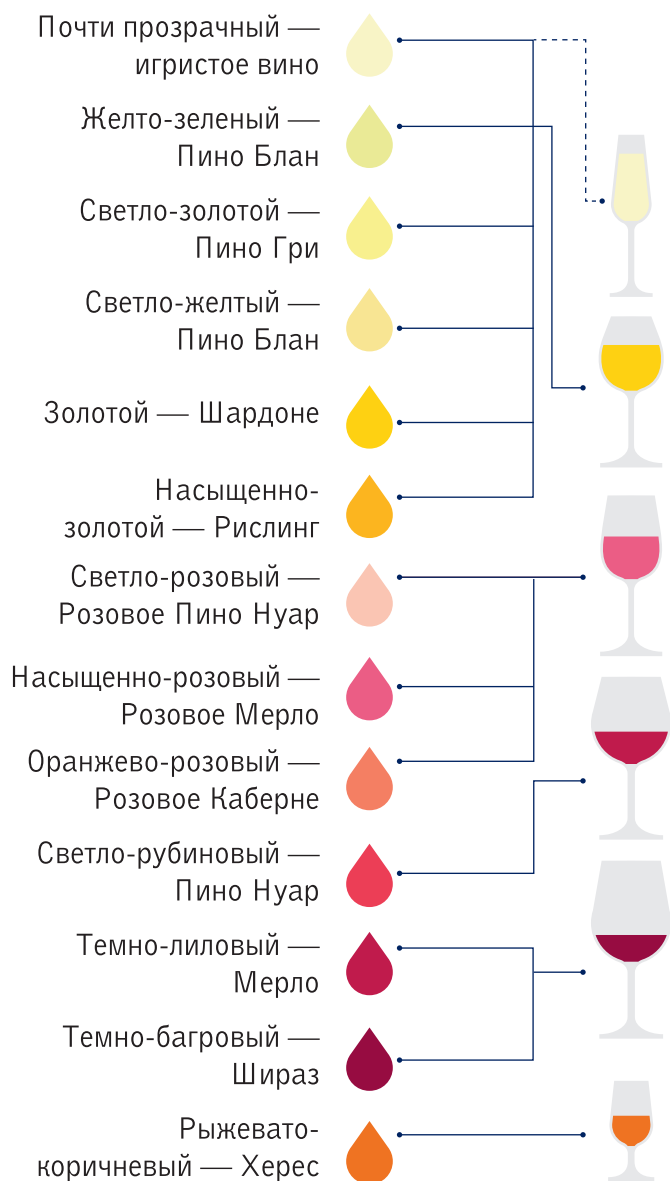 Почти прозрачный —
игристое вино
Желто-зеленый —
Пино Блан
Светло-золотой —
Пино Гри
Светло-желтый —
Пино Блан
Золотой — Шардоне
Насыщенно-
золотой — Рислинг
Светло-розовый —
Розовое Пино Нуар
Насыщенно-розовый —
Розовое Мерло
Оранжево-розовый —
Розовое Каберне
Светло-рубиновый —
Пино Нуар
Темно-лиловый —
Мерло
Темно-багровый —
Шираз
Рыжевато-
коричневый — Херес